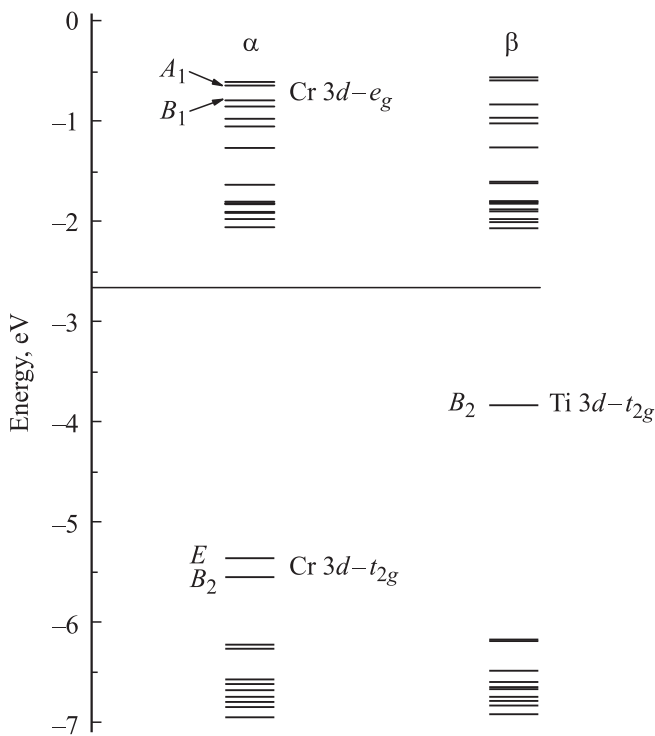 0
α
β
A1
Cr 3d–eg
B1
–1
–2
–3
Energy, eV
B2
Ti 3d–t2g
–4
–5
E
Cr 3d–t2g
B2
–6
–7